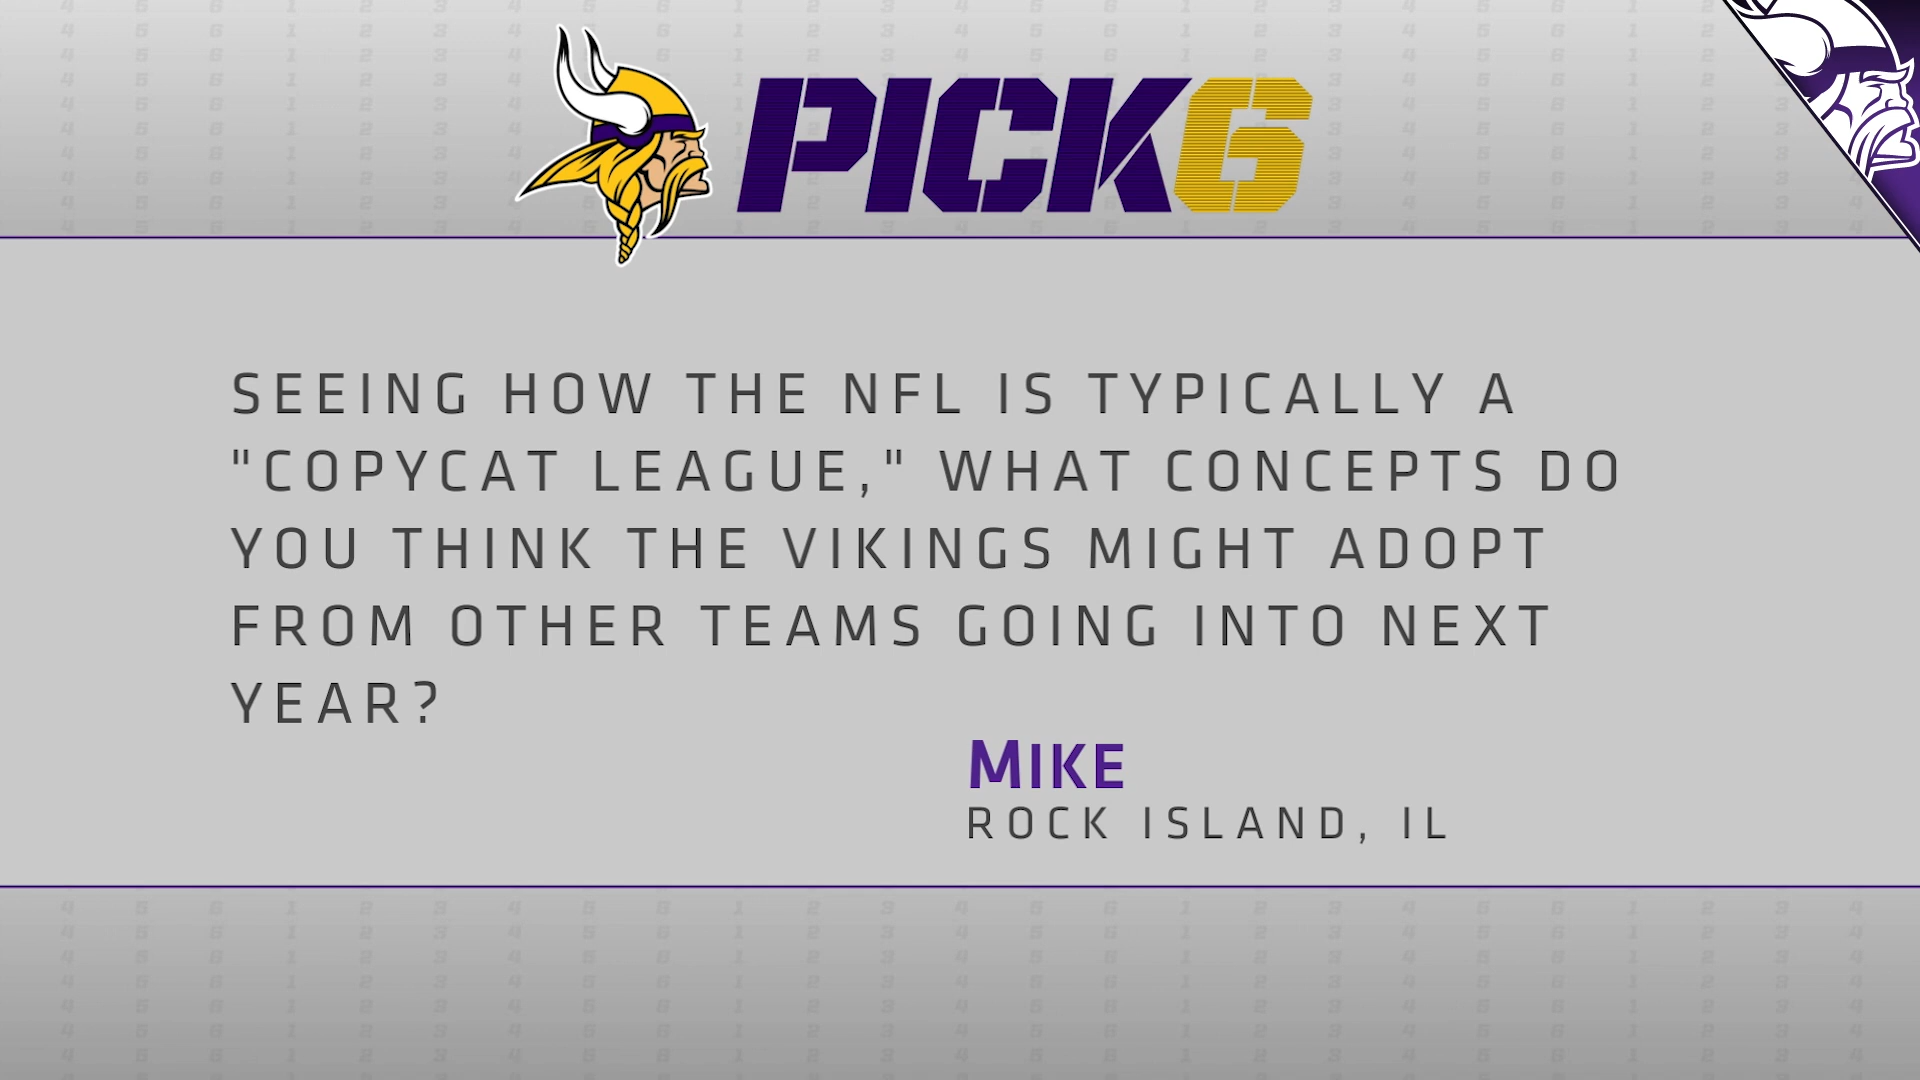 PICK6
SEEING HOW THE NFL IS TYPICALLY A
"COPYCAT LEAGUE," WHAT CONCEPTS DO
YOU THINK THE VIKINGS MIGHT ADOPT
FROM OTHER TEAMS GOING INTO NEXT
YEAR?
MIKE
ROCK ISLAND, IL